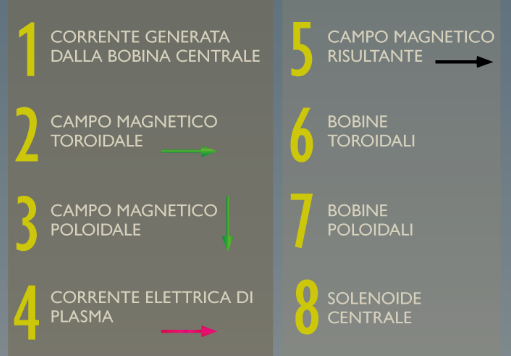 1 CORRENTE GENERATA
DALLA BOBINA CENTRALE
2 CAMPO MAGNETICO
TOROIDALE
3 CAMPO MAGNETICO
POLOIDALE
4 CORRENTE ELETTRICA DI
PLASMA
5 CAMPO MAGNETICO
RISULTANTE
6 BOBINE
TOROIDALI
7 BOBINE
POLOIDALI
8 SOLENOIDE
CENTRALE